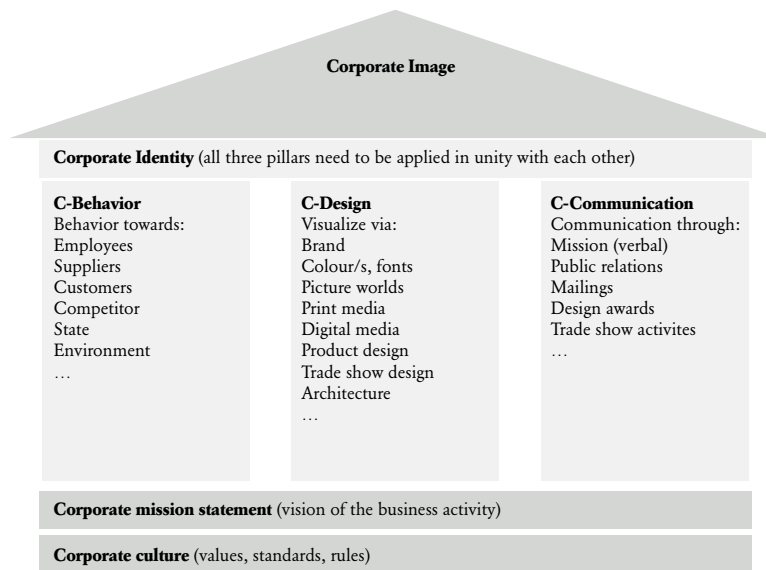 Corporate Image
Corporate Identity (all three pillars need to be applied in unity with each other)
C-Behavior
Behavior towards:
Employees
Suppliers
Customers
Competitor
State
Environment
…
C-Design
Visualize via:
Brand
Colour/s, fonts
Picture worlds
Print media
Digital media
Product design
Trade show design
Architecture
…
C-Communication
Communication through:
Mission (verbal)
Public relations
Mailings
Design awards
Trade show activites
…
Corporate mission statement (vision of the business activity)
Corporate culture (values, standards, rules)